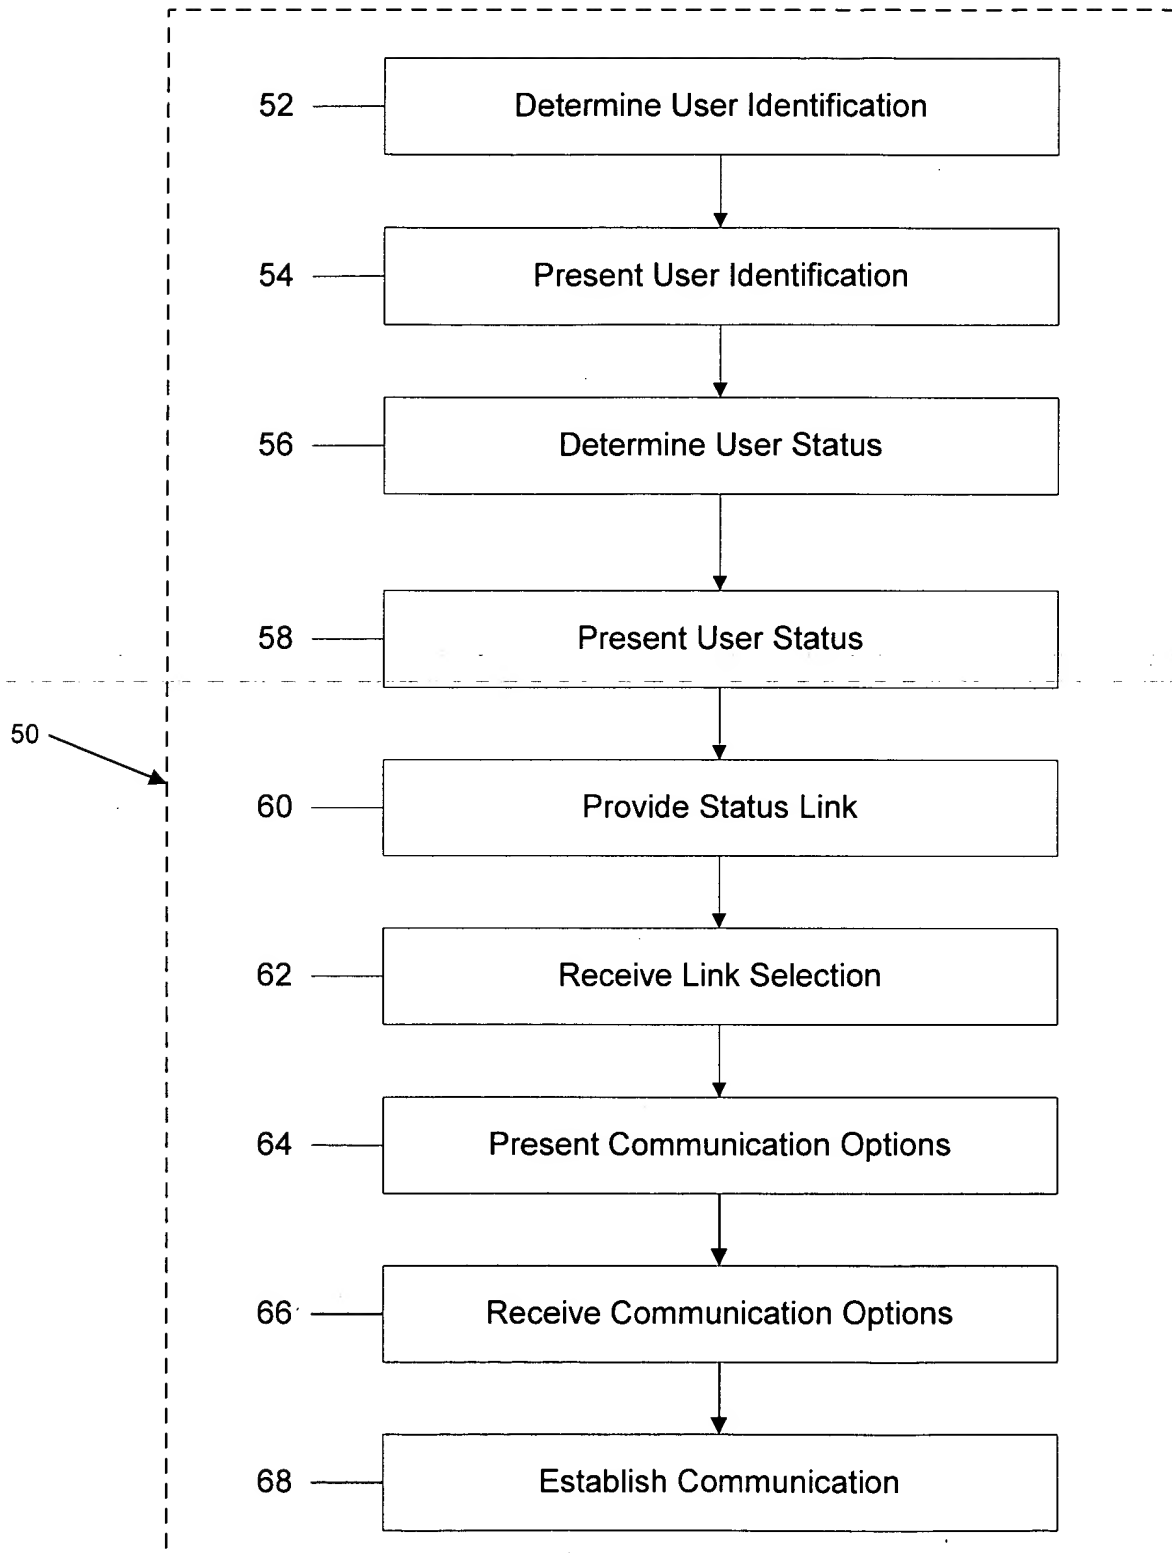 52 Determine User Identification
54 Present User Identification
56 Determine User Status
58 Present User Status
50
60 Provide Status Link
62 Receive Link Selection
64 Present Communication Options
66 Receive Communication Options
68 Establish Communication